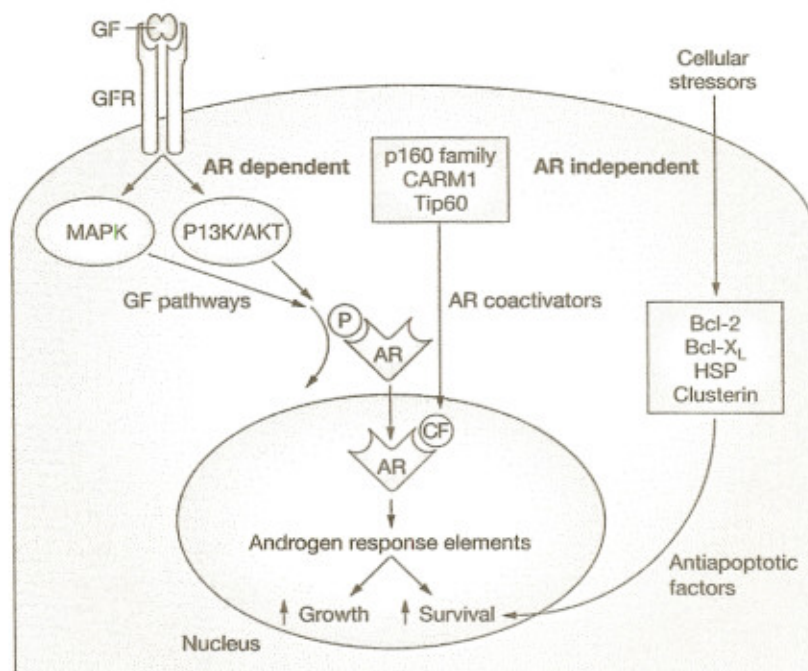 GF
GFR
Cellular
stressors
AR dependent
p160 family
CARM1
Tip60
AR independent
MAPK
P13K/AKT
GF pathways
AR coactivators
P
AR
Bcl-2
Bcl-XL
HSP
Clusterin
CF
AR
Androgen response elements
Growth
Survival
Antiapoptotic
factors
Nucleus